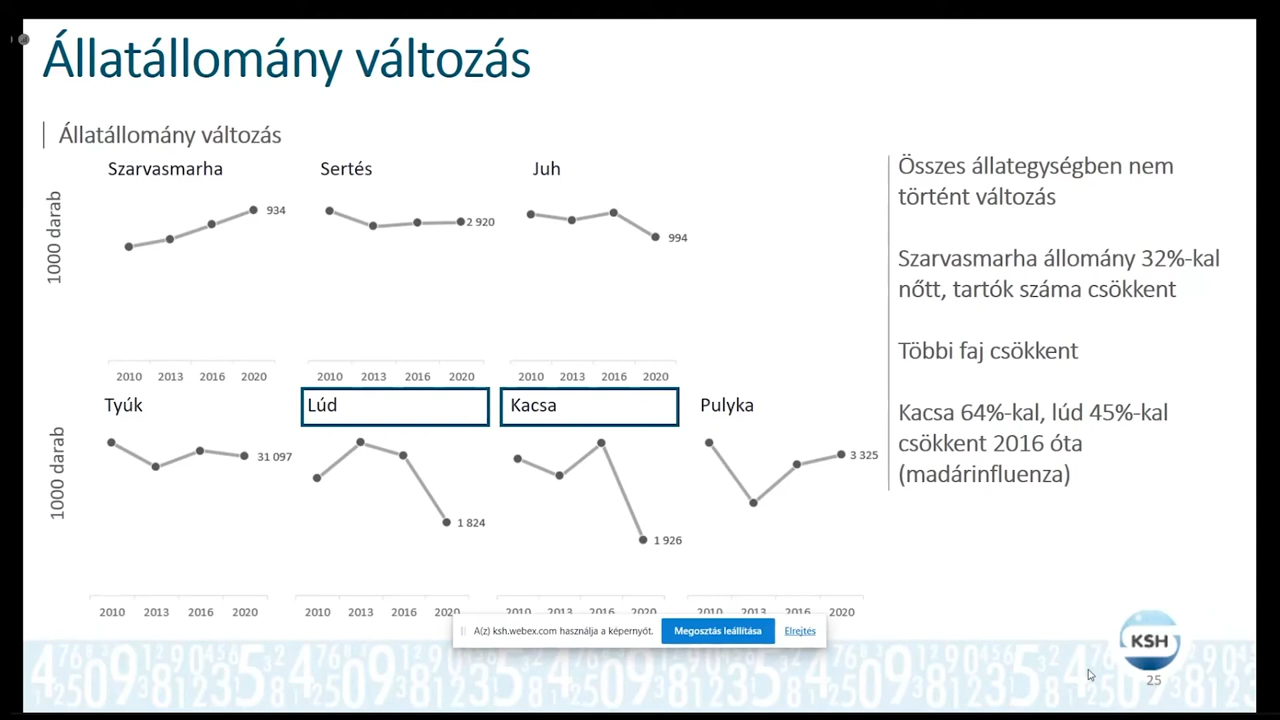 Állatállomány változás
Állatállomány változás
Szarvasmarha
Sertés
Juh
1000 darab
934
2 920
994
2010 2013 2016 2020
2010 2013 2016 2020
2010 2013 2016 2020
Tyúk
Lúd
Kacsa
Pulyka
1000 darab
31 097
1 824
1 926
3 325
2010 2013 2016 2020
2010 2013 2016 2020
2010 2013 2016 2020
2010 2013 2016 2020
Összes állategységben nem
történt változás
Szarvasmarha állomány 32%-kal
nőtt, tartók száma csökkent
Többi faj csökkent
Kacsa 64%-kal, lúd 45%-kal
csökkent 2016 óta
(madárinfluenza)
A(z) ksh.webex.com használja a képernyőt.
Megosztás leállítása
Elrejtés
KSH
25